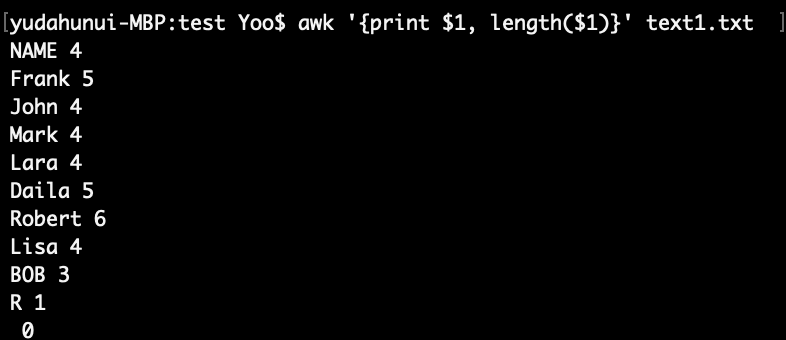 [yudahunui-MBP:test Yoo$ awk '{print $1, length($1)}' text1.txt ]
NAME 4
Frank 5
John 4
Mark 4
Lara 4
Daila 5
Robert 6
Lisa 4
BOB 3
R 1
 0